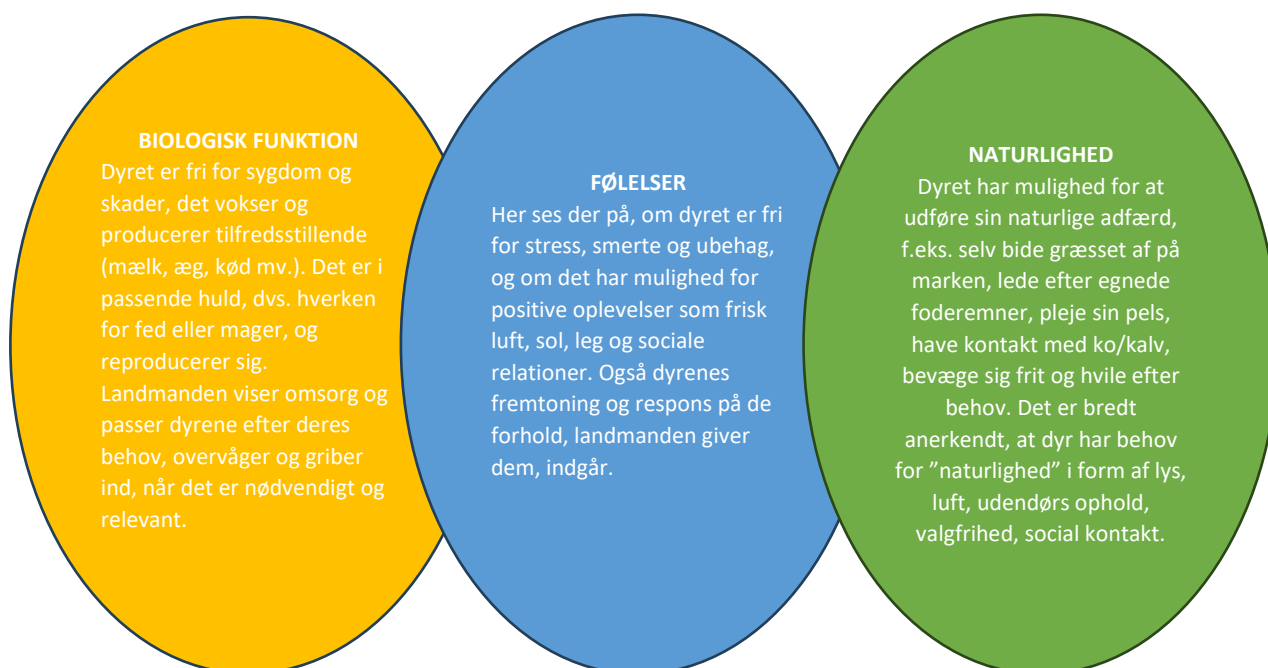 BIOLOGISK FUNKTION
Dyret er fri for sygdom og
skader, det vokser og
producerer tilfredsstillende
(mælk, æg, kød mv.). Det er i
passende huld, dvs. hverken
for fed eller mager, og
reproducerer sig.
Landmanden viser omsorg og
passer dyrene efter deres
behov, overvåger og griber
ind, når det er nødvendigt og
relevant.
FØLELSER
Her ses der på, om dyret er fri
for stress, smerte og ubehag,
og om det har mulighed for
positive oplevelser som frisk
luft, sol, leg og sociale
relationer. Også dyrenes
fremtoning og respons på de
forhold, landmanden giver
dem, indgår.
NATURLIGHED
Dyret har mulighed for at
udføre sin naturlige adfærd,
f.eks. selv bide græsset af på
marken, lede efter egnede
foderemner, pleje sin pels,
have kontakt med ko/kalv,
bevæge sig frit og hvile efter
behov. Det er bredt
anerkendt, at dyr har behov
for ”naturlighed” i form af lys,
luft, udendørs ophold,
valgfrihed, social kontakt.